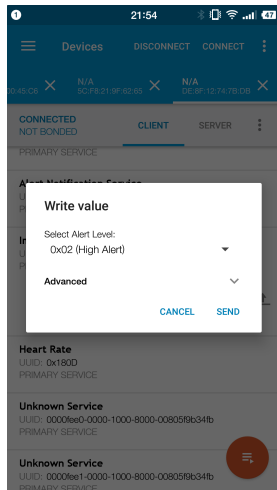 21:54
47
Devices
DISCONNECT
CONNECT
00:45:C6
N/A
5C:F8:21:9F:62:66
N/A
DE:8F:12:74:7B:DB
CONNECTED
NOT BONDED
CLIENT
SERVER
PRIMARY SERVICE
Alert Notification Service
Write value
Select Alert Level:
0x02 (High Alert)
Advanced
CANCEL
SEND
Heart Rate
UUID: 0x180D
PRIMARY SERVICE
Unknown Service
UUID: 0000fee0-0000-1000-8000-00805f9b34fb
PRIMARY SERVICE
Unknown Service
UUID: 0000fee1-0000-1000-8000-00805f9b34fb
PRIMARY SERVICE